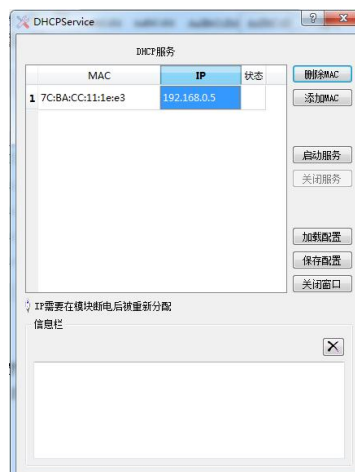 DHCPService
DHCP服务
MAC IP 状态
1 7C:BA:CC:11:1e:e3 192.168.0.5
删除MAC
添加MAC
启动服务
关闭服务
加载配置
保存配置
关闭窗口
IP需要在模块断电后被重新分配
信息栏